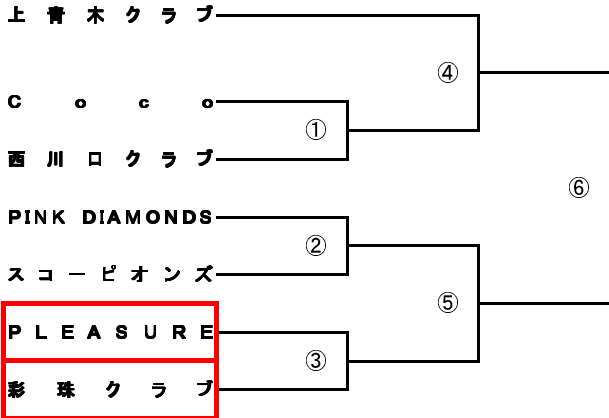 上青木クラブ
④
Coco
①
西川口クラブ
⑥
PINK DIAMONDS
②
スコーピオンズ
⑤
PLEASURE
③
彩珠クラブ